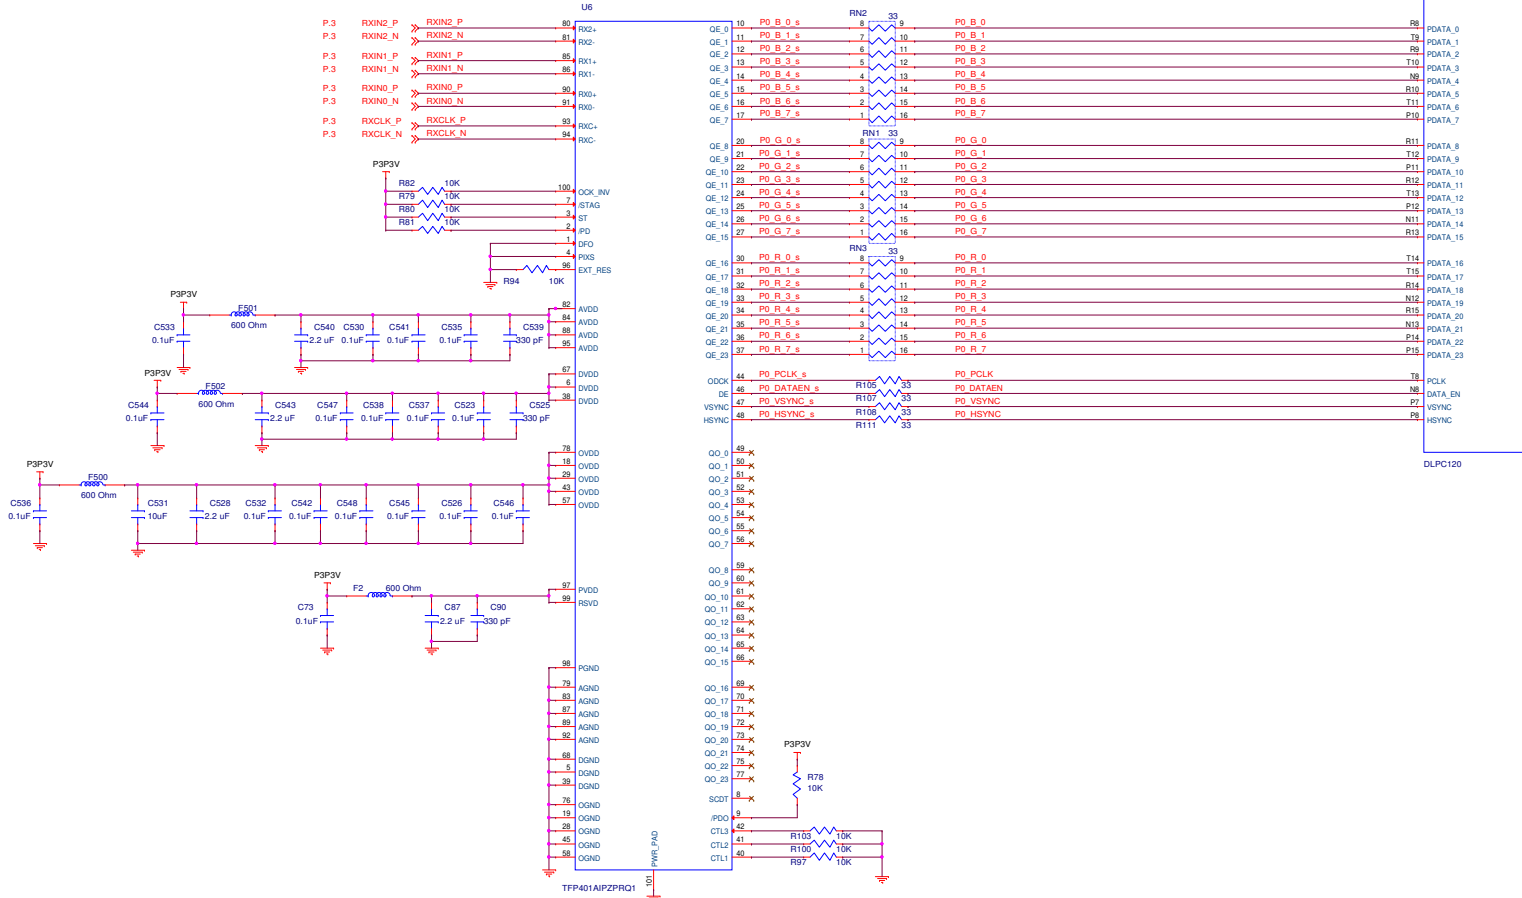 U6
P.3 RXIN2_P RXIN2_P 80 RX2+
P.3 RXIN2_N RXIN2_N 81 RX2-
P.3 RXIN1_P RXIN1_P 85 RX1+
P.3 RXIN1_N RXIN1_N 86 RX1-
P.3 RXIN0_P RXIN0_P 90 RX0+
P.3 RXIN0_N RXIN0_N 91 RX0-
P.3 RXCLK_P RXCLK_P 93 RXC+
P.3 RXCLK_N RXCLK_N 94 RXC-
P3P3V
R82 10K 100 OCK_INV
R79 10K 7 /STAG
R80 10K 3 ST
R81 10K 2 /PD
1 DFO
4 PIXS
96 EXT_RES
R94 10K
P3P3V F501 600 Ohm
C533 0.1uF
C540 2.2 uF
C530 0.1uF
C541 0.1uF
C535 0.1uF
C539 330 pF
82 AVDD
84 AVDD
88 AVDD
95 AVDD
P3P3V F502 600 Ohm
C544 0.1uF
C543 2.2 uF
C547 0.1uF
C538 0.1uF
C537 0.1uF
C523 0.1uF
C525 330 pF
67 DVDD
6 DVDD
38 DVDD
P3P3V F500 600 Ohm
C536 0.1uF
C531 10uF
C528 2.2 uF
C532 0.1uF
C542 0.1uF
C548 0.1uF
C545 0.1uF
C526 0.1uF
C546 0.1uF
78 OVDD
18 OVDD
29 OVDD
43 OVDD
57 OVDD
P3P3V F2 600 Ohm
C73 0.1uF
C87 2.2 uF
C90 330 pF
97 PVDD
99 RSVD
98 PGND
79 AGND
83 AGND
87 AGND
89 AGND
92 AGND
68 DGND
5 DGND
39 DGND
76 OGND
19 OGND
28 OGND
45 OGND
58 OGND
PWR_PAD
101
TFP401AIPZPRQ1
RN2 33
QE_0 10 P0_B_0_s 8 9 P0_B_0 R8 PDATA_0
QE_1 11 P0_B_1_s 7 10 P0_B_1 T9 PDATA_1
QE_2 12 P0_B_2_s 6 11 P0_B_2 R9 PDATA_2
QE_3 13 P0_B_3_s 5 12 P0_B_3 T10 PDATA_3
QE_4 14 P0_B_4_s 4 13 P0_B_4 N9 PDATA_4
QE_5 15 P0_B_5_s 3 14 P0_B_5 R10 PDATA_5
QE_6 16 P0_B_6_s 2 15 P0_B_6 T11 PDATA_6
QE_7 17 P0_B_7_s 1 16 P0_B_7 P10 PDATA_7
RN1 33
QE_8 20 P0_G_0_s 8 9 P0_G_0 R11 PDATA_8
QE_9 21 P0_G_1_s 7 10 P0_G_1 T12 PDATA_9
QE_10 22 P0_G_2_s 6 11 P0_G_2 P11 PDATA_10
QE_11 23 P0_G_3_s 5 12 P0_G_3 R12 PDATA_11
QE_12 24 P0_G_4_s 4 13 P0_G_4 T13 PDATA_12
QE_13 25 P0_G_5_s 3 14 P0_G_5 P12 PDATA_13
QE_14 26 P0_G_6_s 2 15 P0_G_6 N11 PDATA_14
QE_15 27 P0_G_7_s 1 16 P0_G_7 R13 PDATA_15
RN3 33
QE_16 30 P0_R_0_s 8 9 P0_R_0 T14 PDATA_16
QE_17 31 P0_R_1_s 7 10 P0_R_1 T15 PDATA_17
QE_18 32 P0_R_2_s 6 11 P0_R_2 R14 PDATA_18
QE_19 33 P0_R_3_s 5 12 P0_R_3 N12 PDATA_19
QE_20 34 P0_R_4_s 4 13 P0_R_4 R15 PDATA_20
QE_21 35 P0_R_5_s 3 14 P0_R_5 N13 PDATA_21
QE_22 36 P0_R_6_s 2 15 P0_R_6 P14 PDATA_22
QE_23 37 P0_R_7_s 1 16 P0_R_7 P15 PDATA_23
ODCK 44 P0_PCLK_s R105 33 P0_PCLK T8 PCLK
DE 46 P0_DATAEN_s R107 33 P0_DATAEN N8 DATA_EN
VSYNC 47 P0_VSYNC_s R108 33 P0_VSYNC P7 VSYNC
HSYNC 48 P0_HSYNC_s R111 33 P0_HSYNC P8 HSYNC
DLPC120
QO_0 49
QO_1 50
QO_2 51
QO_3 52
QO_4 53
QO_5 54
QO_6 55
QO_7 56
QO_8 59
QO_9 60
QO_10 61
QO_11 62
QO_12 63
QO_13 64
QO_14 65
QO_15 66
QO_16 69
QO_17 70
QO_18 71
QO_19 72
QO_20 73
QO_21 74
QO_22 75
QO_23 77
SCDT 8
P3P3V
R78
10K
/PDO 9
CTL3 42 R103 10K
CTL2 41 R100 10K
CTL1 40 R97 10K